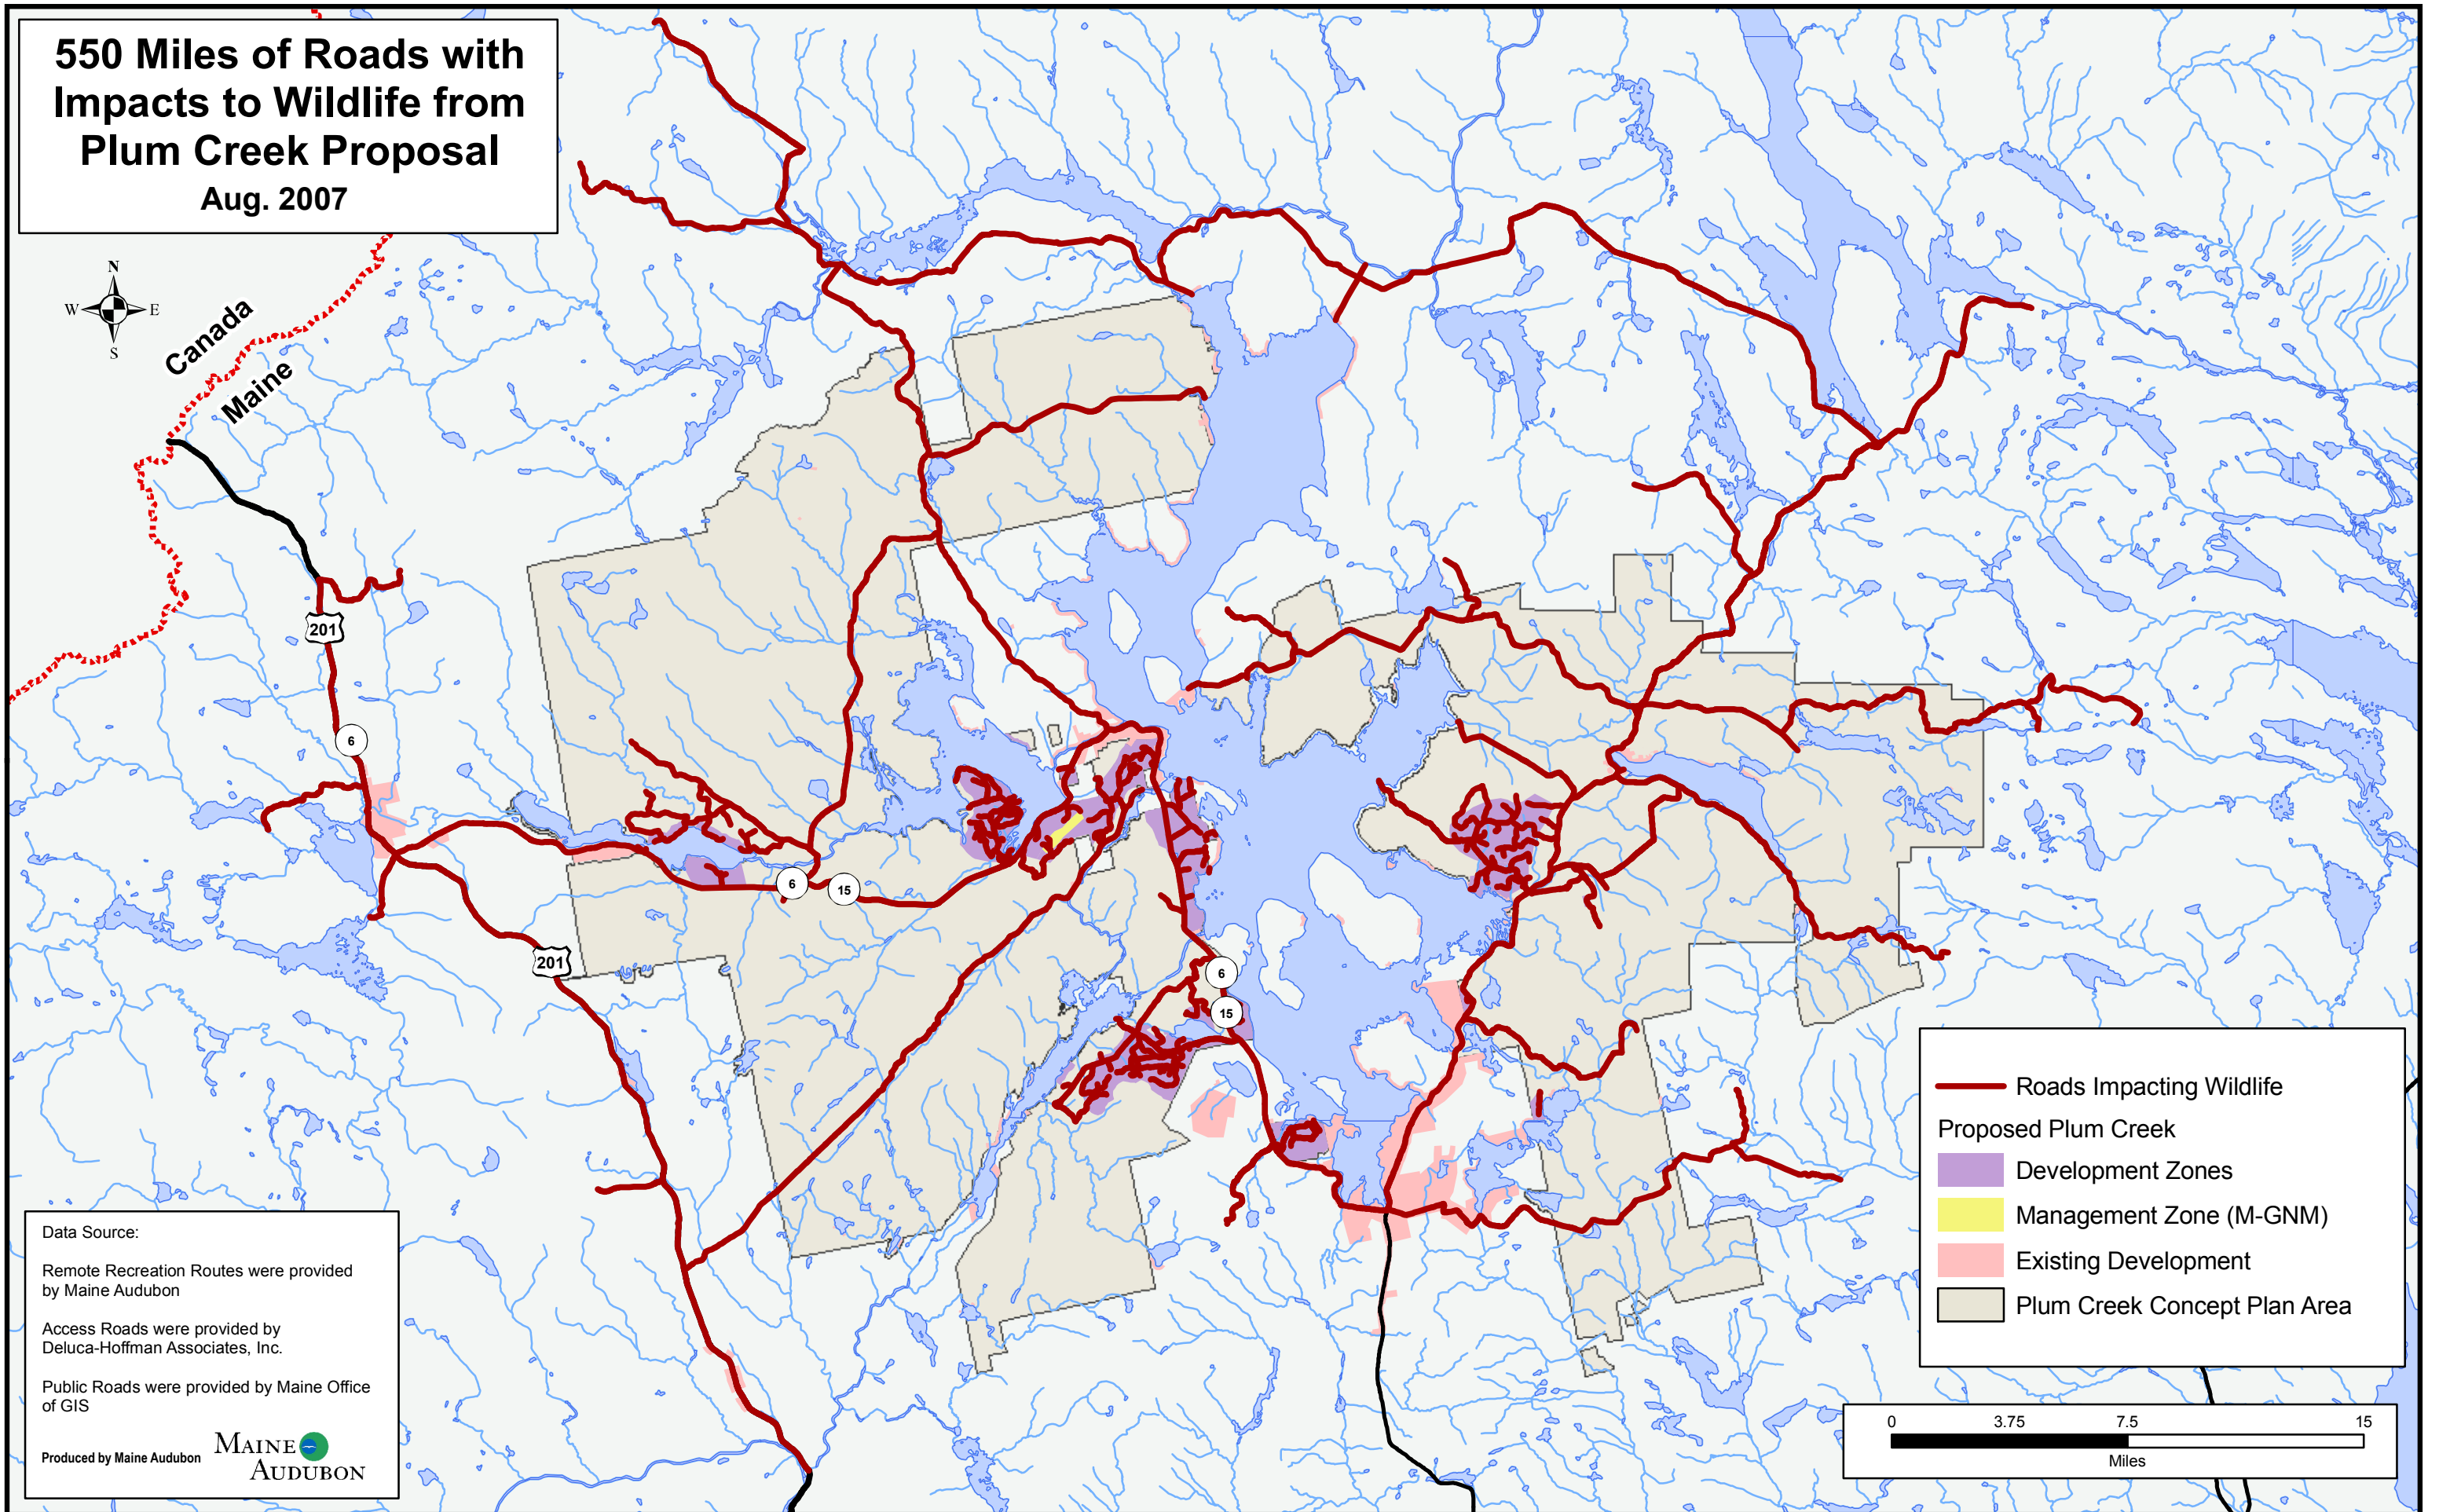 550 Miles of Roads with
Impacts to Wildlife from
Plum Creek Proposal
Aug. 2007
N
W E
S
Canada
Maine
201
6
6
15
201
6
15
Roads Impacting Wildlife
Proposed Plum Creek
Development Zones
Management Zone (M-GNM)
Existing Development
Plum Creek Concept Plan Area
Data Source:
Remote Recreation Routes were provided
by Maine Audubon
Access Roads were provided by
Deluca-Hoffman Associates, Inc.
Public Roads were provided by Maine Office
of GIS
Produced by Maine Audubon
MAINE
AUDUBON
0 3.75 7.5 15
Miles